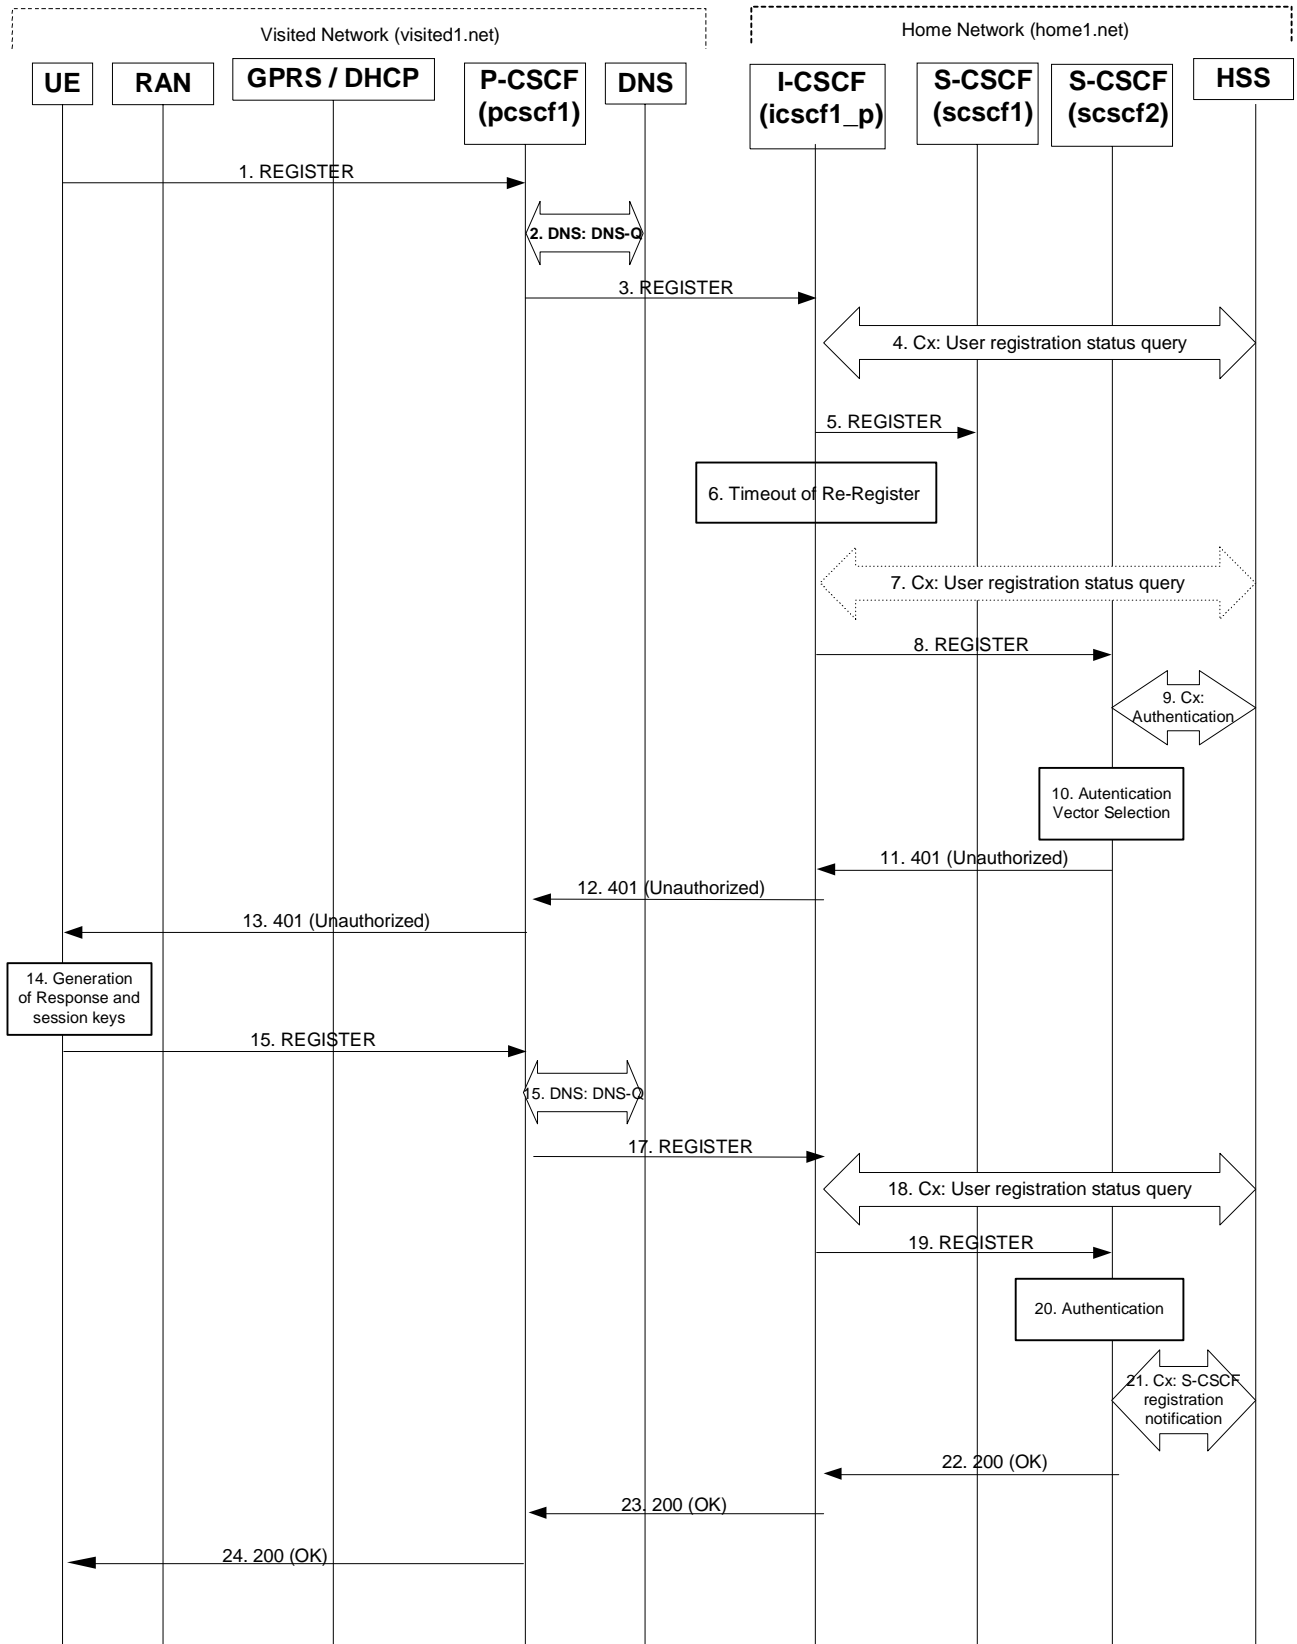 Visited Network (visited1.net)
Home Network (home1.net)
UE
RAN
GPRS / DHCP
P-CSCF
(pcscf1)
DNS
I-CSCF
(icscf1_p)
S-CSCF
(scscf1)
S-CSCF
(scscf2)
HSS
1. REGISTER
2. DNS: DNS-Q
3. REGISTER
4. Cx: User registration status query
5. REGISTER
6. Timeout of Re-Register
7. Cx: User registration status query
8. REGISTER
9. Cx:
Authentication
10. Autentication
Vector Selection
11. 401 (Unauthorized)
12. 401 (Unauthorized)
13. 401 (Unauthorized)
14. Generation
of Response and
session keys
15. REGISTER
15. DNS: DNS-Q
17. REGISTER
18. Cx: User registration status query
19. REGISTER
20. Authentication
21. Cx: S-CSCF
registration
notification
22. 200 (OK)
23. 200 (OK)
24. 200 (OK)